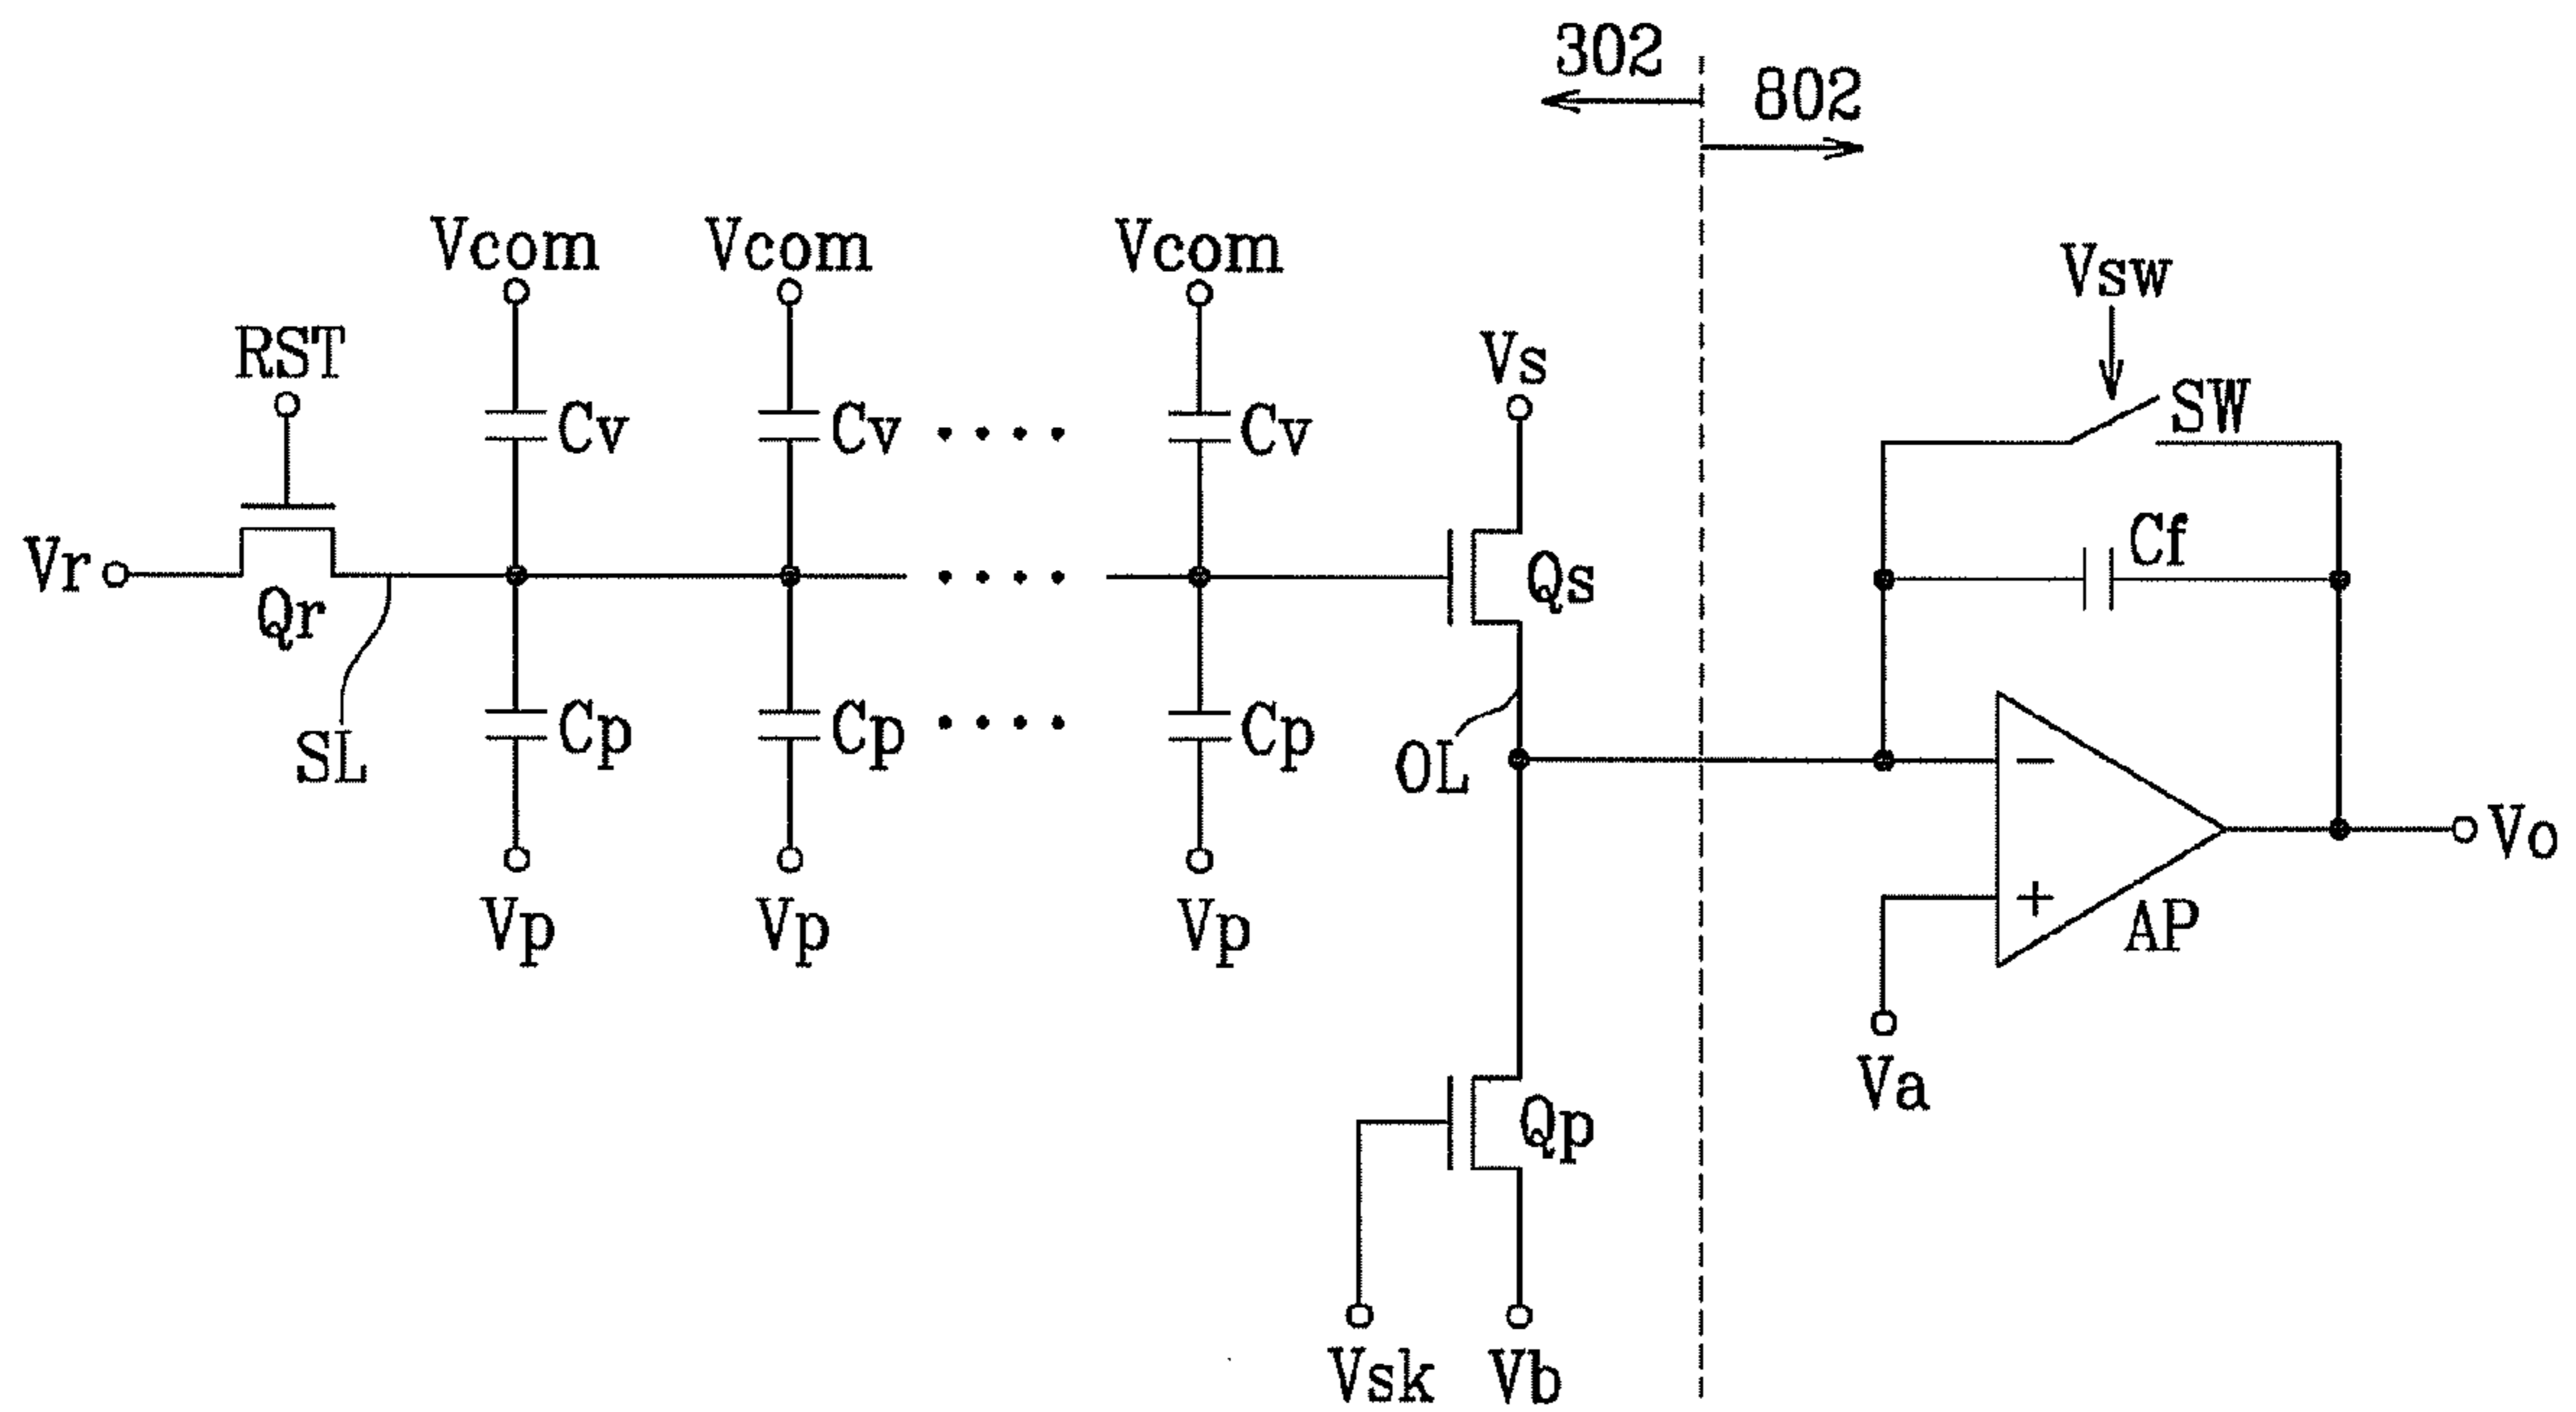 302
802
Vcom
Vcom
Vcom
Vsw
RST
Vs
SW
Cv
Cv
Cv
Cf
Vr
Qr
Qs
SL
Cp
Cp
Cp
OL
−
Vo
+
AP
Vp
Vp
Vp
Va
Qp
Vsk
Vb